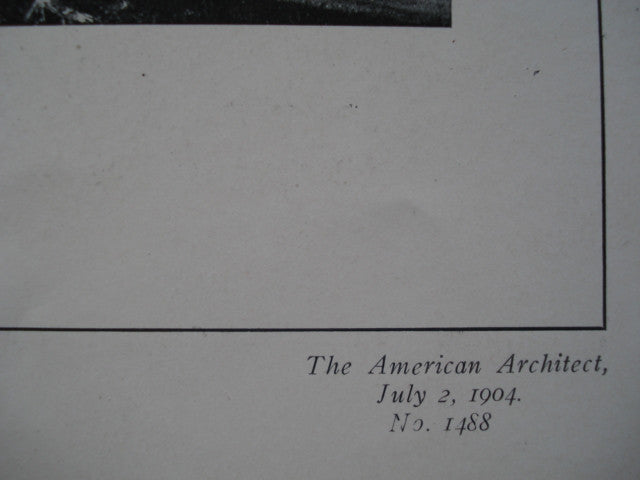 The American Architect,
July 2, 1904.
No. 1488